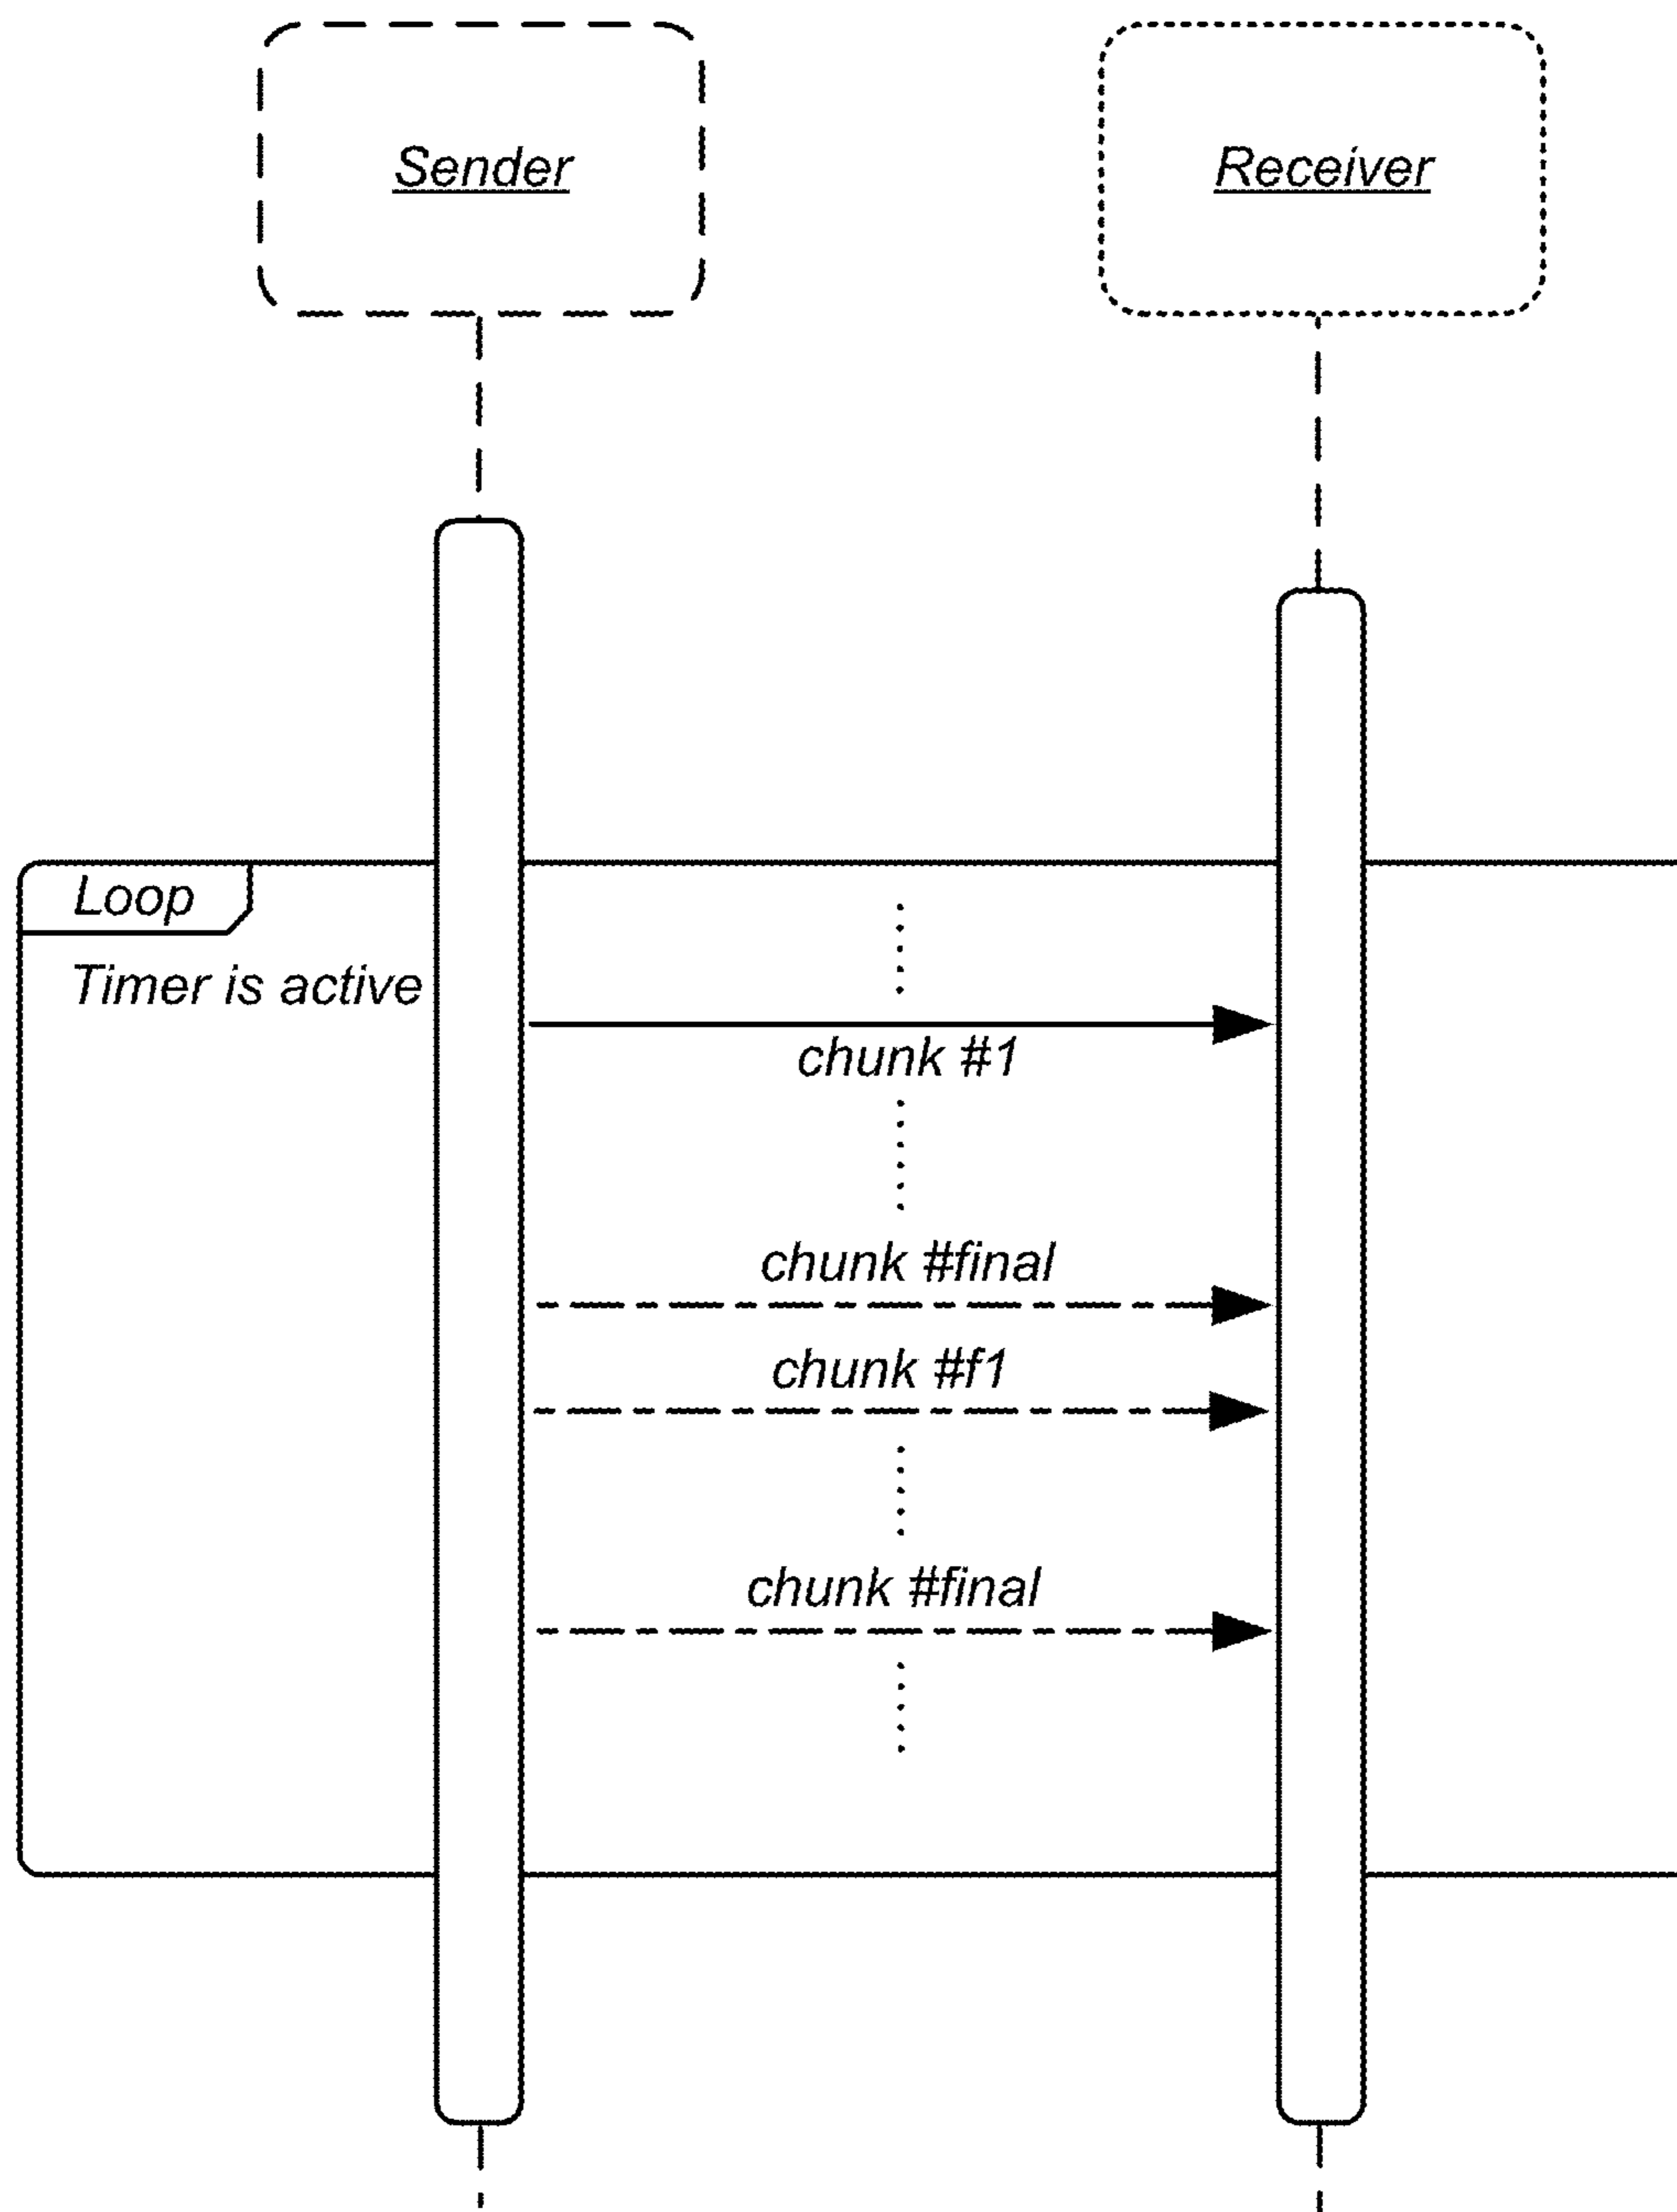 Sender
Receiver
Loop
Timer is active
chunk #1
chunk #final
chunk #f1
chunk #final